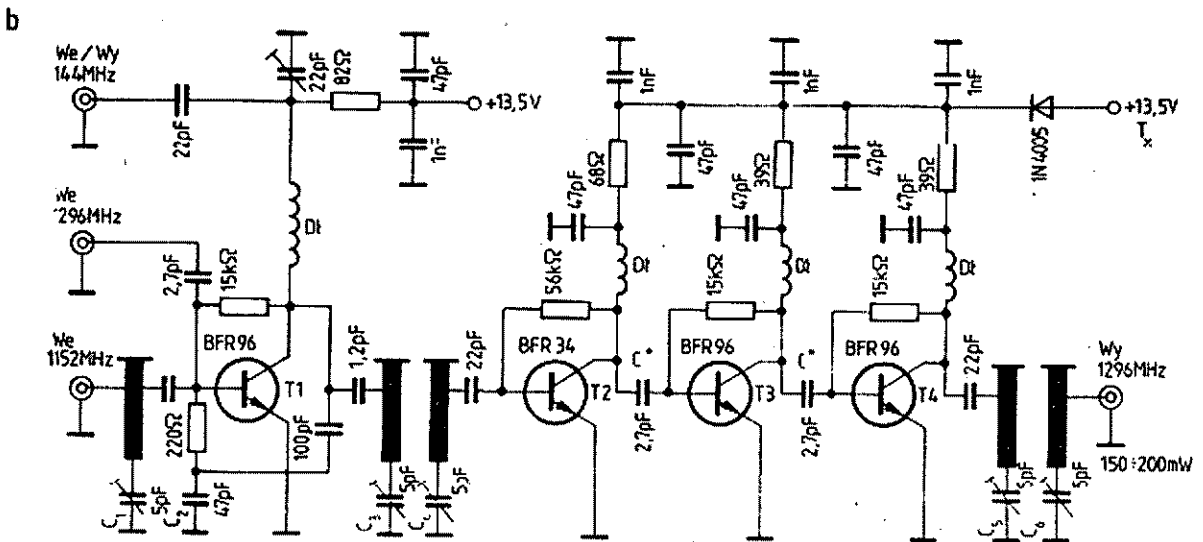 b
We/Wy
144MHz
22pF
22pF
82Ω
47pF
1nF
+13,5V
We
1296MHz
2,7pF
15kΩ
Dł
We
1152MHz
BFR96
T1
220Ω
100pF
1,2pF
C1
5pF
C2
47pF
C3
5pF
5pF
22pF
1nF
68Ω
47pF
47pF
56kΩ
Dł
BFR34
T2
C*
2,7pF
1nF
39Ω
47pF
47pF
15kΩ
Dł
BFR96
T3
C*
2,7pF
1nF
39Ω
47pF
15kΩ
Dł
BFR96
T4
22pF
1N4005
+13,5V
Tx
Wy
1296MHz
150÷200mW
C5
5pF
C6
5pF